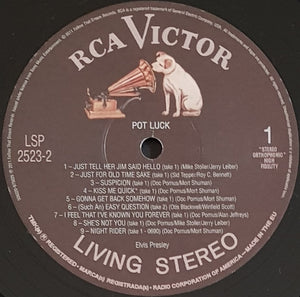 RCA VICTOR
POT LUCK
LSP
2523-2
1
"STEREO
ORTHOPHONIC"
HIGH
FIDELITY
1 – JUST TELL HER JIM SAID HELLO (take 1) (Mike Stoller/Jerry Leiber)
2 – JUST FOR OLD TIME SAKE (take 1) (Sid Tepper/Roy C. Bennett)
3 – SUSPICION (take 1) (Doc Pomus/Mort Shuman)
4 – KISS ME QUICK* (take 1) (Doc Pomus/Mort Shuman)
5 – GONNA GET BACK SOMEHOW (take 1) (Doc Pomus/Mort Shuman)
6 – (Such An) EASY QUESTION (take 2) (Otis Blackwell/Winfield Scott)
7 – I FEEL THAT I'VE KNOWN YOU FOREVER (take 1) (Doc Pomus/Alan Jeffreys)
8 – SHE'S NOT YOU (take 1) (Doc Pomus/Mort Shuman)
9 – NIGHT RIDER - 0690 - (take 1) (Doc Pomus/Mort Shuman)
Elvis Presley
LIVING STEREO
TMK(s) ® REGISTERED • MARCA(s) REGISTRADA(s) • RADIO CORPORATION OF AMERICA • MADE IN THE EU